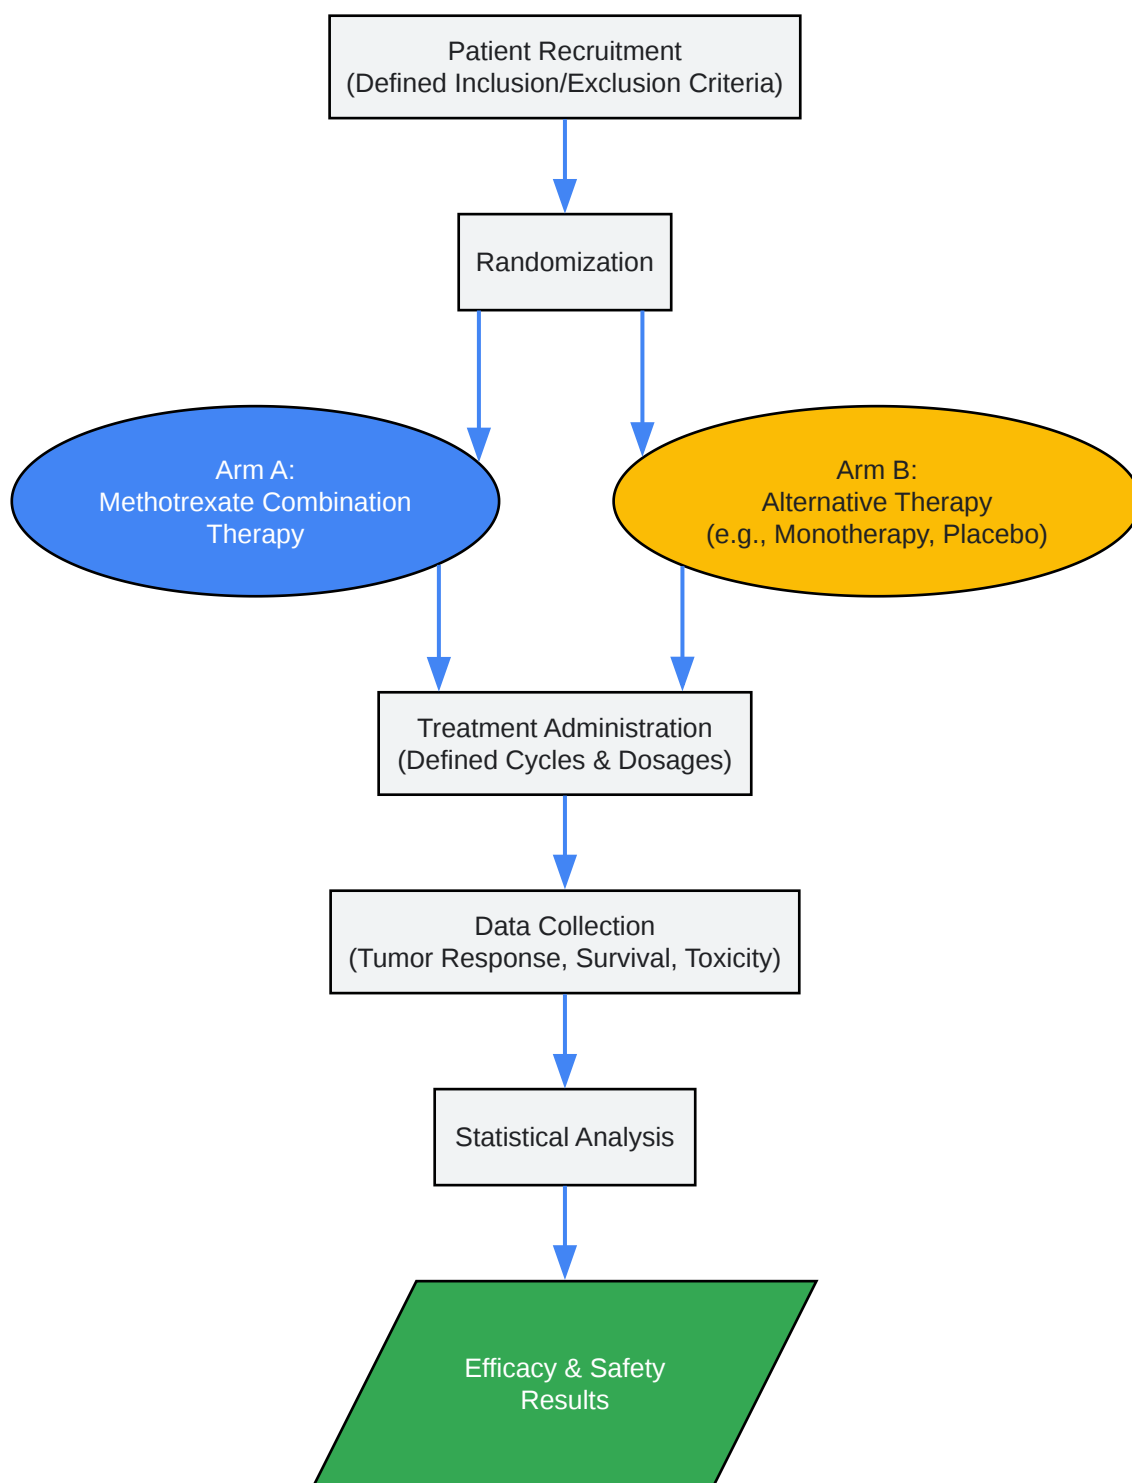 Patient Recruitment
(Defined Inclusion/Exclusion Criteria)
Randomization
Arm A:
Methotrexate Combination
Therapy
Arm B:
Alternative Therapy
(e.g., Monotherapy, Placebo)
Treatment Administration
(Defined Cycles & Dosages)
Data Collection
(Tumor Response, Survival, Toxicity)
Statistical Analysis
Efficacy & Safety
Results